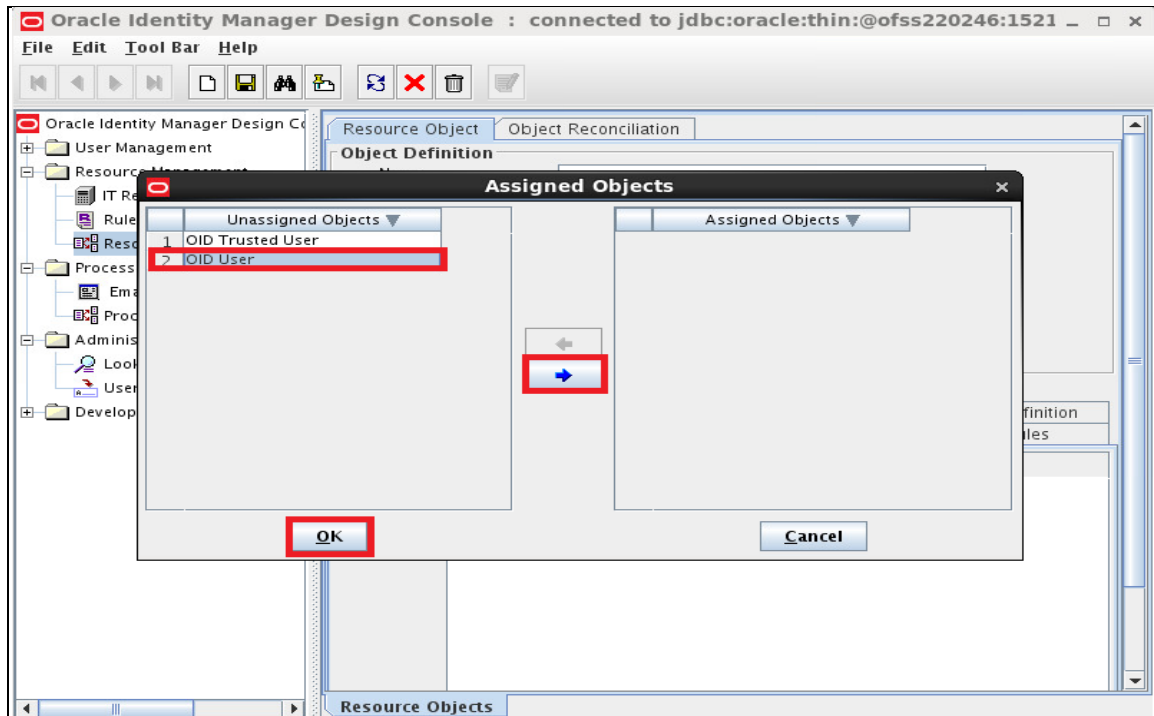 Oracle Identity Manager Design Console : connected to jdbc:oracle:thin:@ofss220246:1521
File Edit Tool Bar Help
Oracle Identity Manager Design Co
User Management
Resource Management
IT Re
Rule
Reso
Process
Ema
Proc
Adminis
Look
User
Develop
Resource Object Object Reconciliation
Object Definition
Assigned Objects
Unassigned Objects
1 OID Trusted User
2 OID User
Assigned Objects
OK
Cancel
finition
ules
Resource Objects